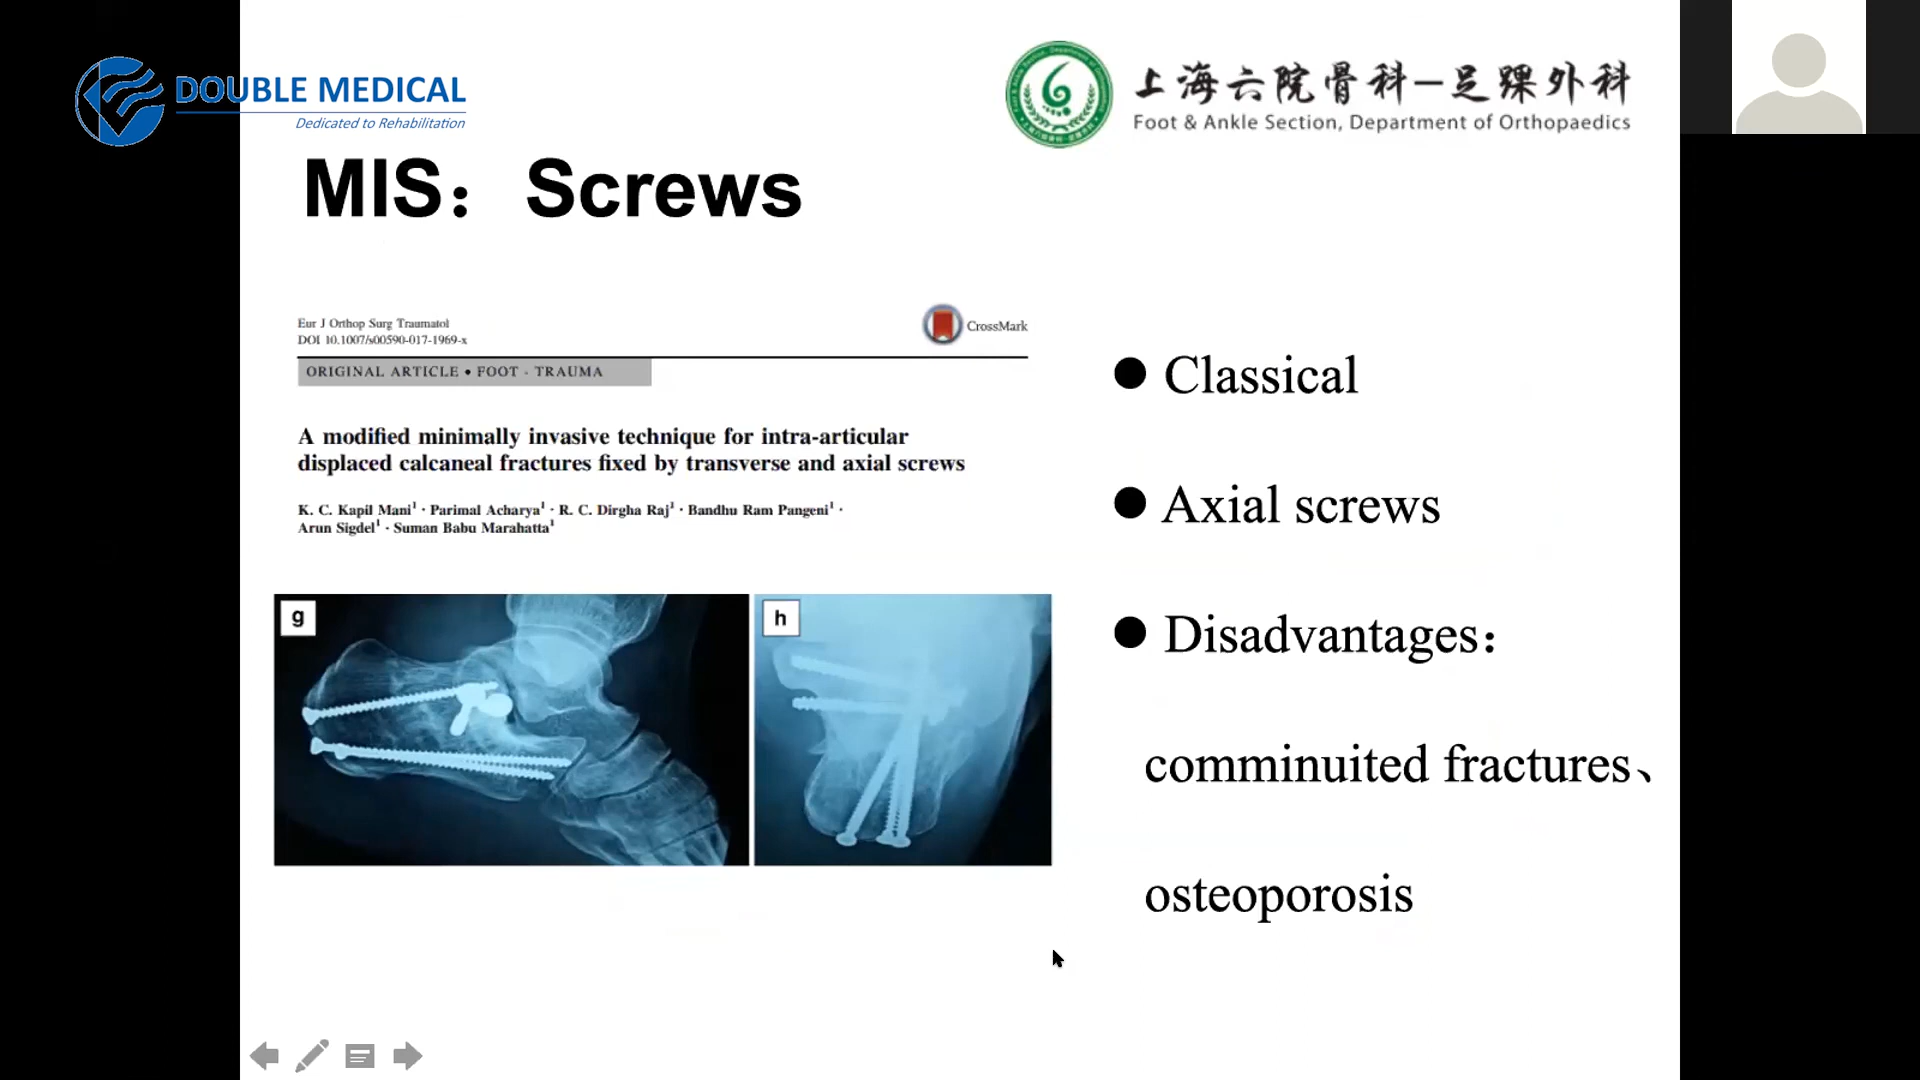 DOUBLE MEDICAL
Dedicated to Rehabilitation
上海六院骨科—足踝外科
Foot & Ankle Section, Department of Orthopaedics
MIS： Screws
Eur J Orthop Surg Traumatol
DOI 10.1007/s00590-017-1969-x
CrossMark
ORIGINAL ARTICLE • FOOT - TRAUMA
A modified minimally invasive technique for intra-articular
displaced calcaneal fractures fixed by transverse and axial screws
K. C. Kapil Mani¹ · Parimal Acharya¹ · R. C. Dirgha Raj¹ · Bandhu Ram Pangeni¹ ·
Arun Sigdel¹ · Suman Babu Marahatta¹
g
h
● Classical
● Axial screws
● Disadvantages：
comminuited fractures、
osteoporosis